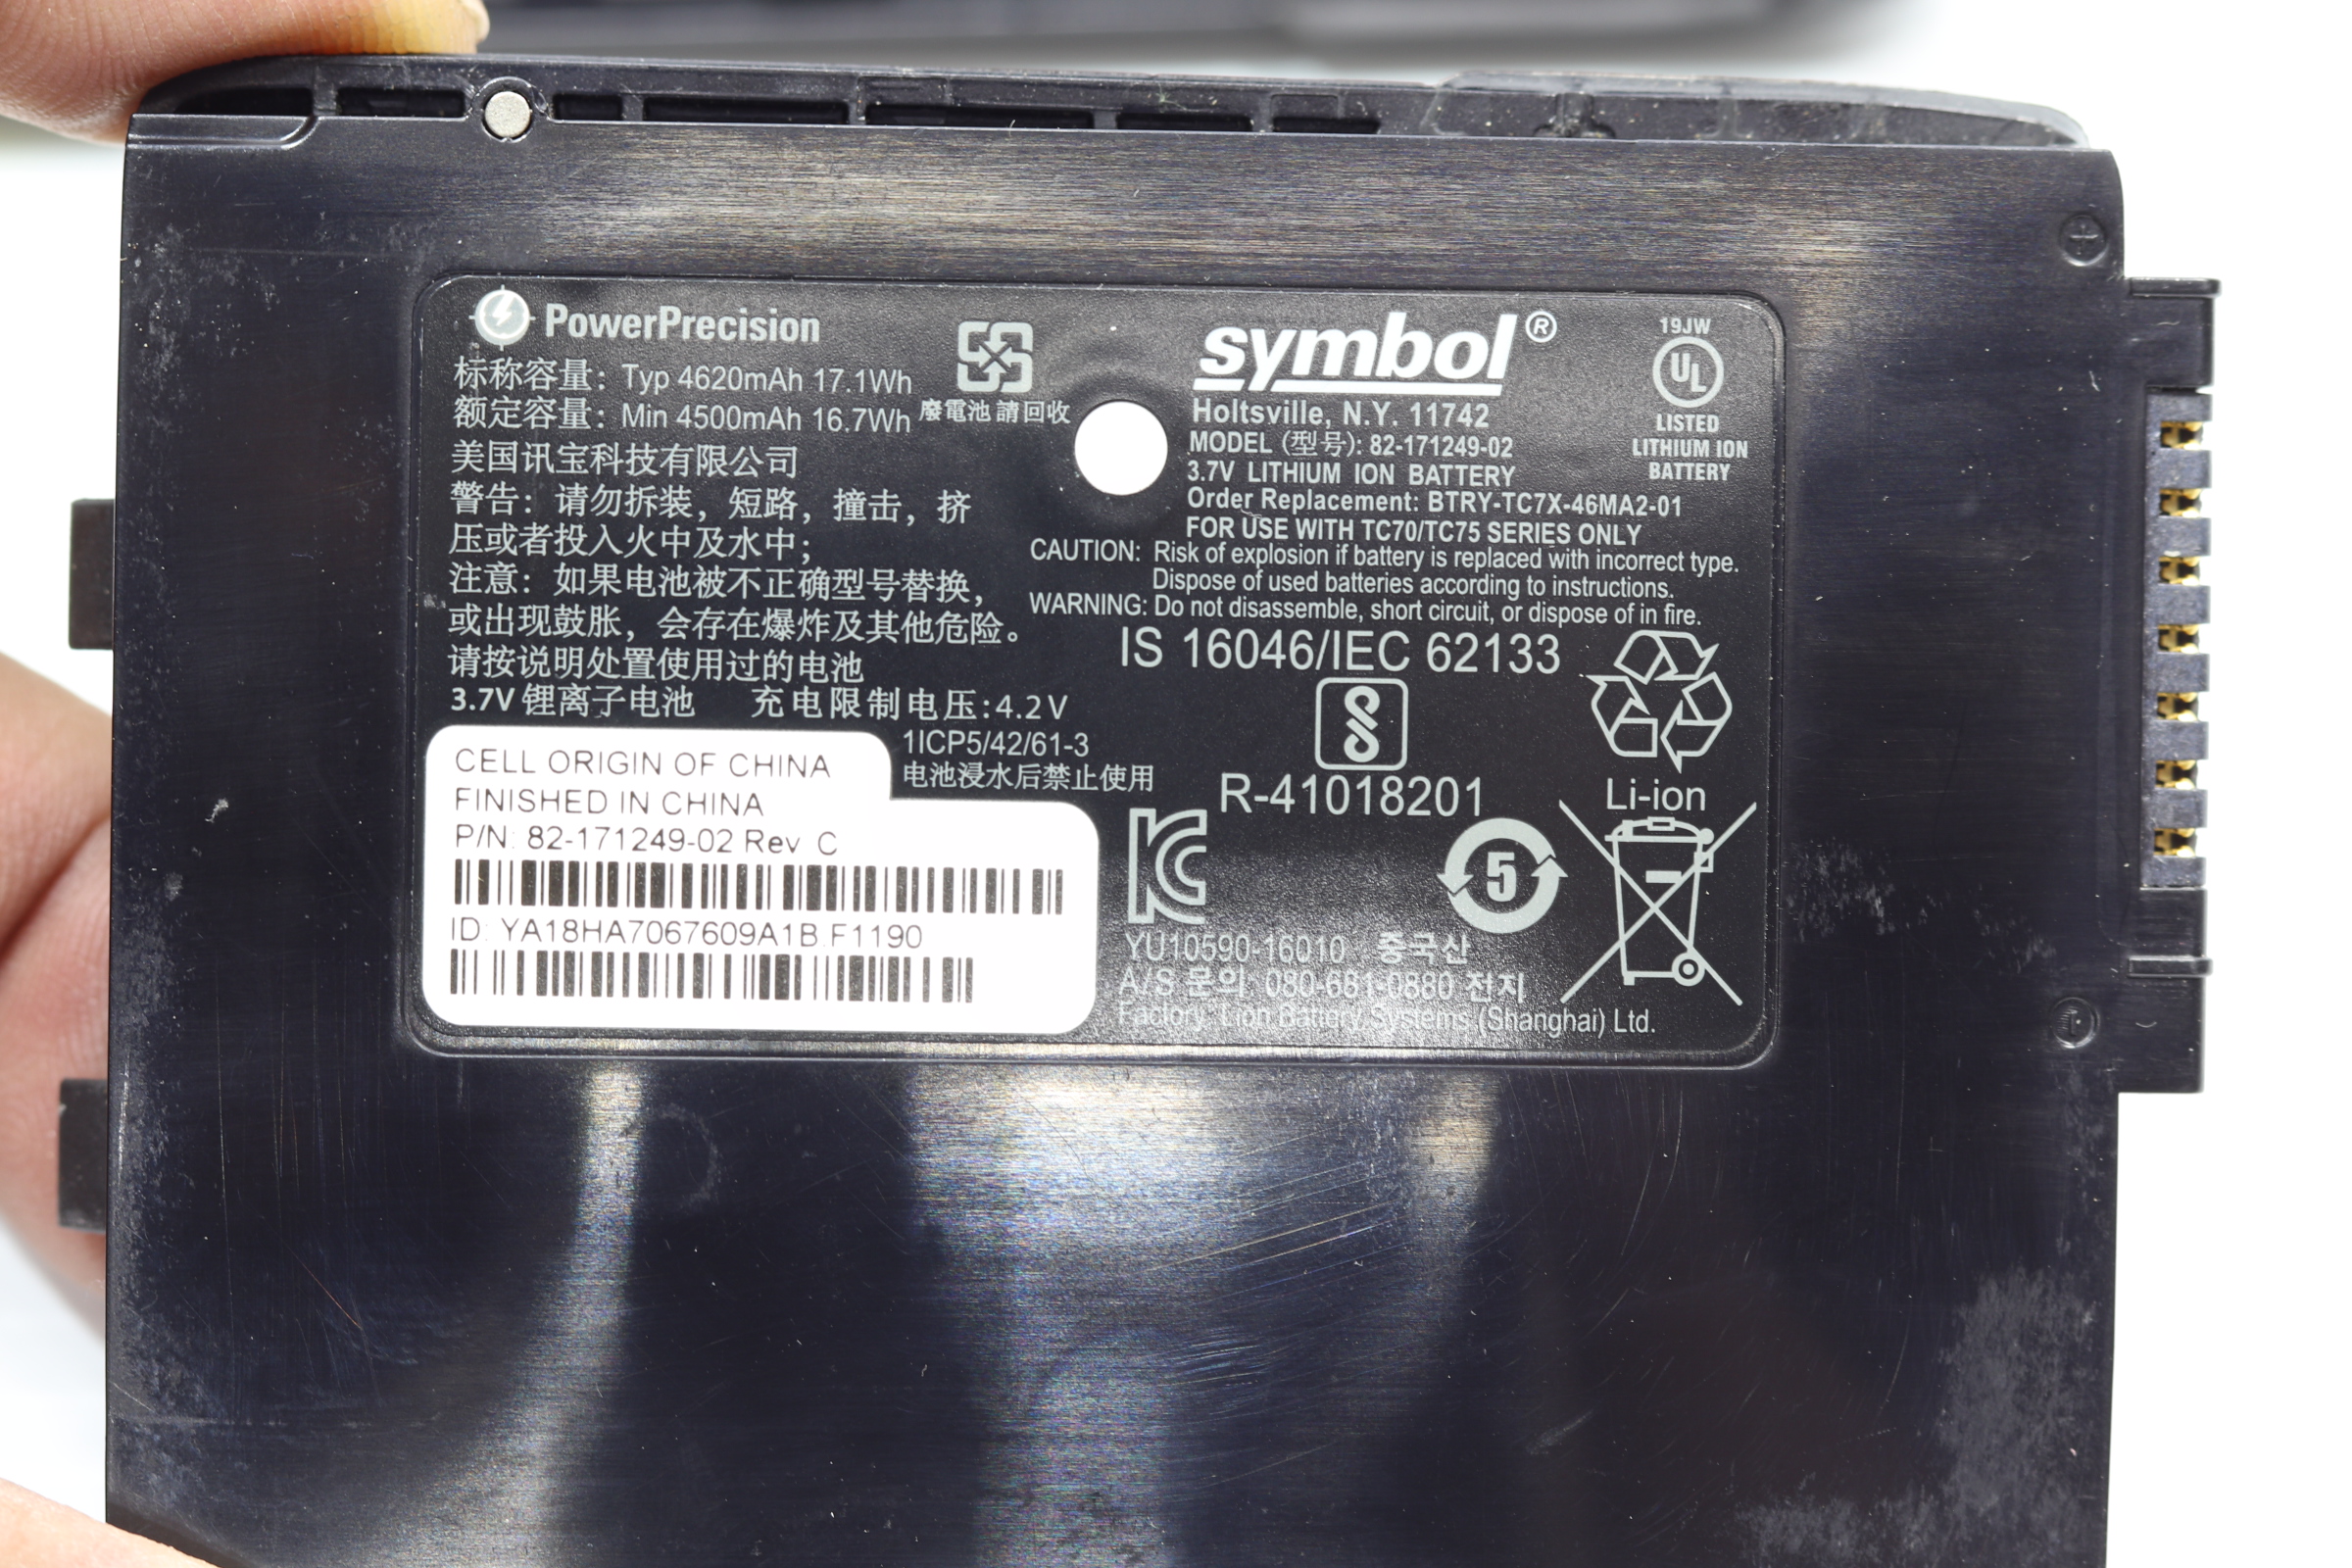 PowerPrecision
标称容量: Typ 4620mAh 17.1Wh
额定容量: Min 4500mAh 16.7Wh
廢電池請回收
美国讯宝科技有限公司
警告: 请勿拆装, 短路, 撞击, 挤
压或者投入火中及水中;
注意: 如果电池被不正确型号替换,
或出现鼓胀, 会存在爆炸及其他危险。
请按说明处置使用过的电池
3.7V 锂离子电池 充电限制电压:4.2V
1ICP5/42/61-3
电池浸水后禁止使用
CELL ORIGIN OF CHINA
FINISHED IN CHINA
P/N: 82-171249-02 Rev C
ID: YA18HA7067609A1B.F1190
symbol®
Holtsville, N.Y. 11742
MODEL (型号): 82-171249-02
3.7V LITHIUM ION BATTERY
Order Replacement: BTRY-TC7X-46MA2-01
FOR USE WITH TC70/TC75 SERIES ONLY
CAUTION: Risk of explosion if battery is replaced with incorrect type.
Dispose of used batteries according to instructions.
WARNING: Do not disassemble, short circuit, or dispose of in fire.
19JW
UL
LISTED
LITHIUM ION
BATTERY
IS 16046/IEC 62133
R-41018201
Li-ion
5
YU10590-16010 중국산
A/S 문의: 080-681-0880 전지
Factory: Lion Battery Systems (Shanghai) Ltd.